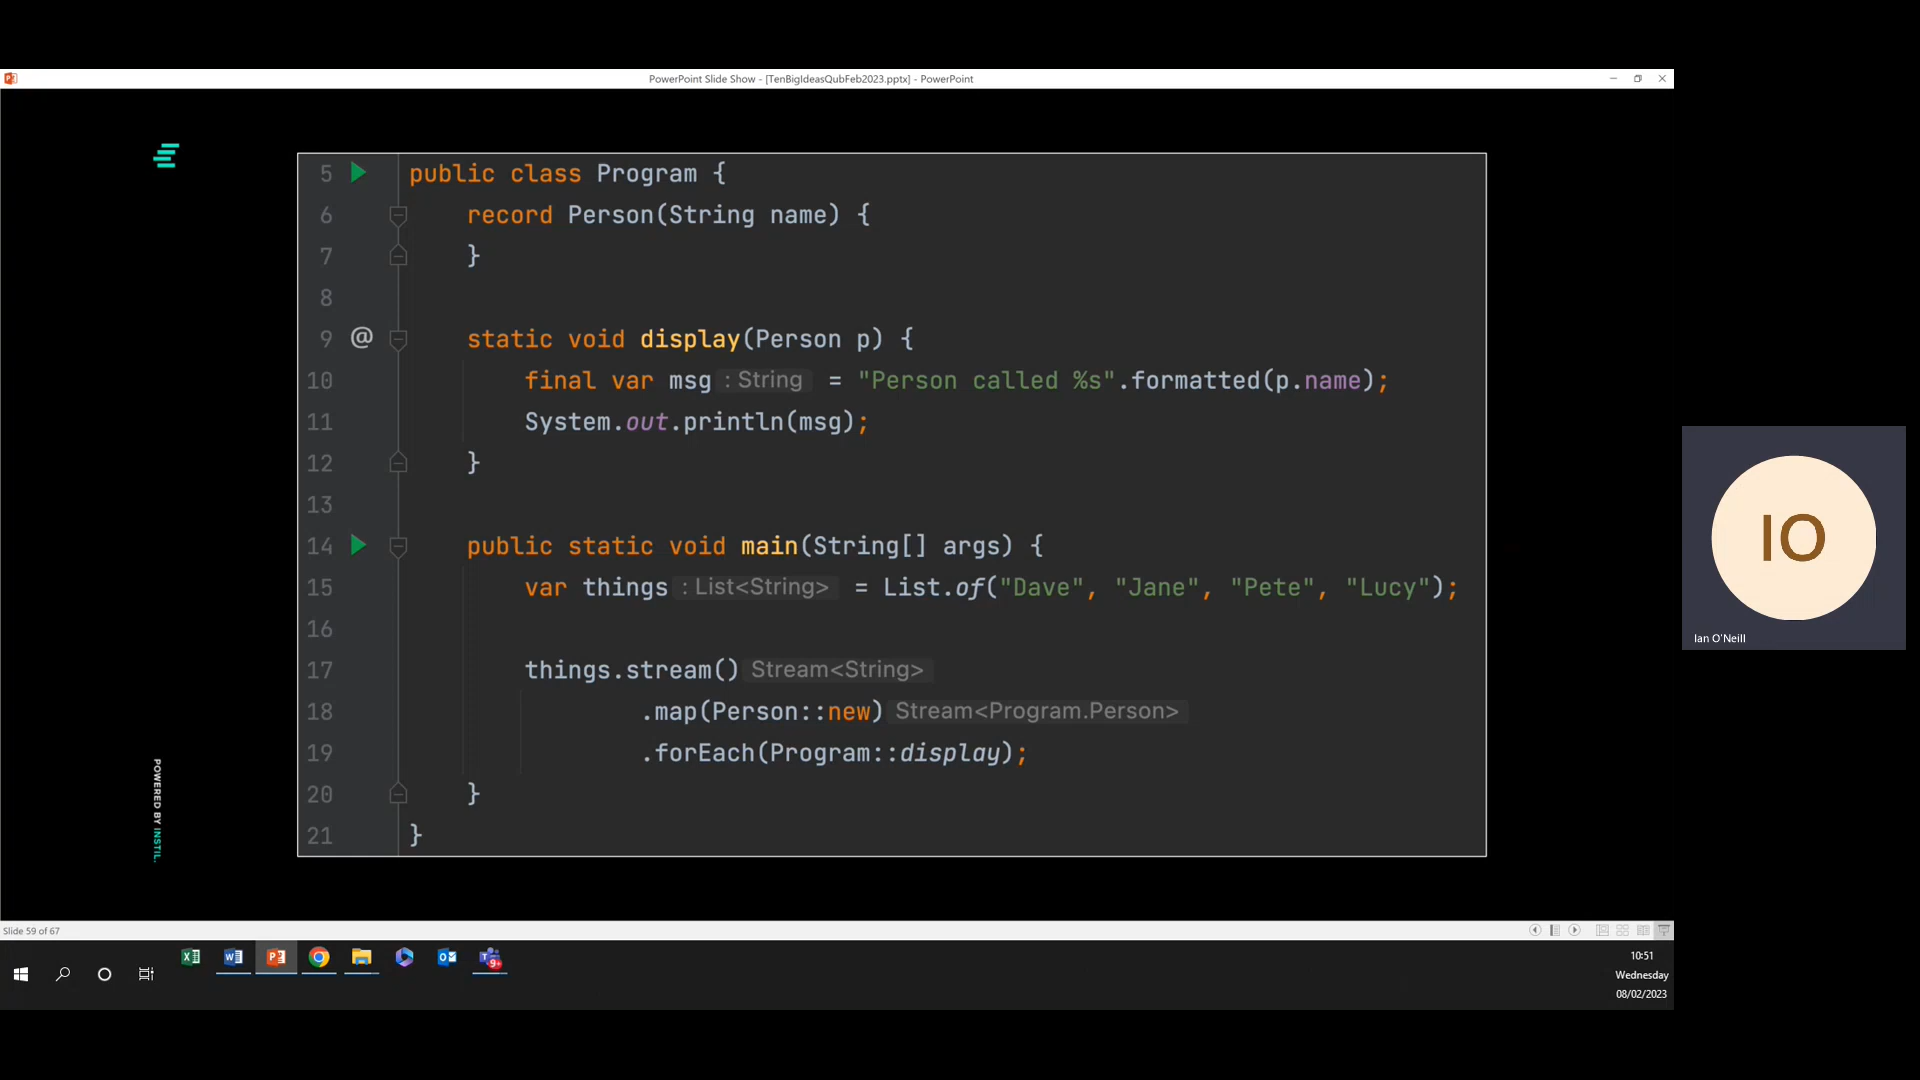 PowerPoint Slide Show - [TenBigIdeasQubFeb2023.pptx] - PowerPoint
5 public class Program {
6 record Person(String name) {
7 }
8
9 @ static void display(Person p) {
10 final var msg : String = "Person called %s".formatted(p.name);
11 System.out.println(msg);
12 }
13
14 public static void main(String[] args) {
15 var things : List<String> = List.of("Dave", "Jane", "Pete", "Lucy");
16
17 things.stream() Stream<String>
18 .map(Person::new) Stream<Program.Person>
19 .forEach(Program::display);
20 }
21 }
POWERED BY INSTIL.
IO
Ian O'Neill
Slide 59 of 67
9+
10:51
Wednesday
08/02/2023